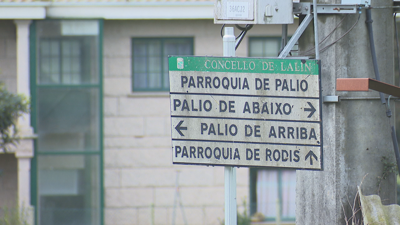 CONCELLO DE LALÍN
PARROQUIA DE PALIO
PALIO DE ABAIXO
PALIO DE ARRIBA
PARROQUIA DE RODIS